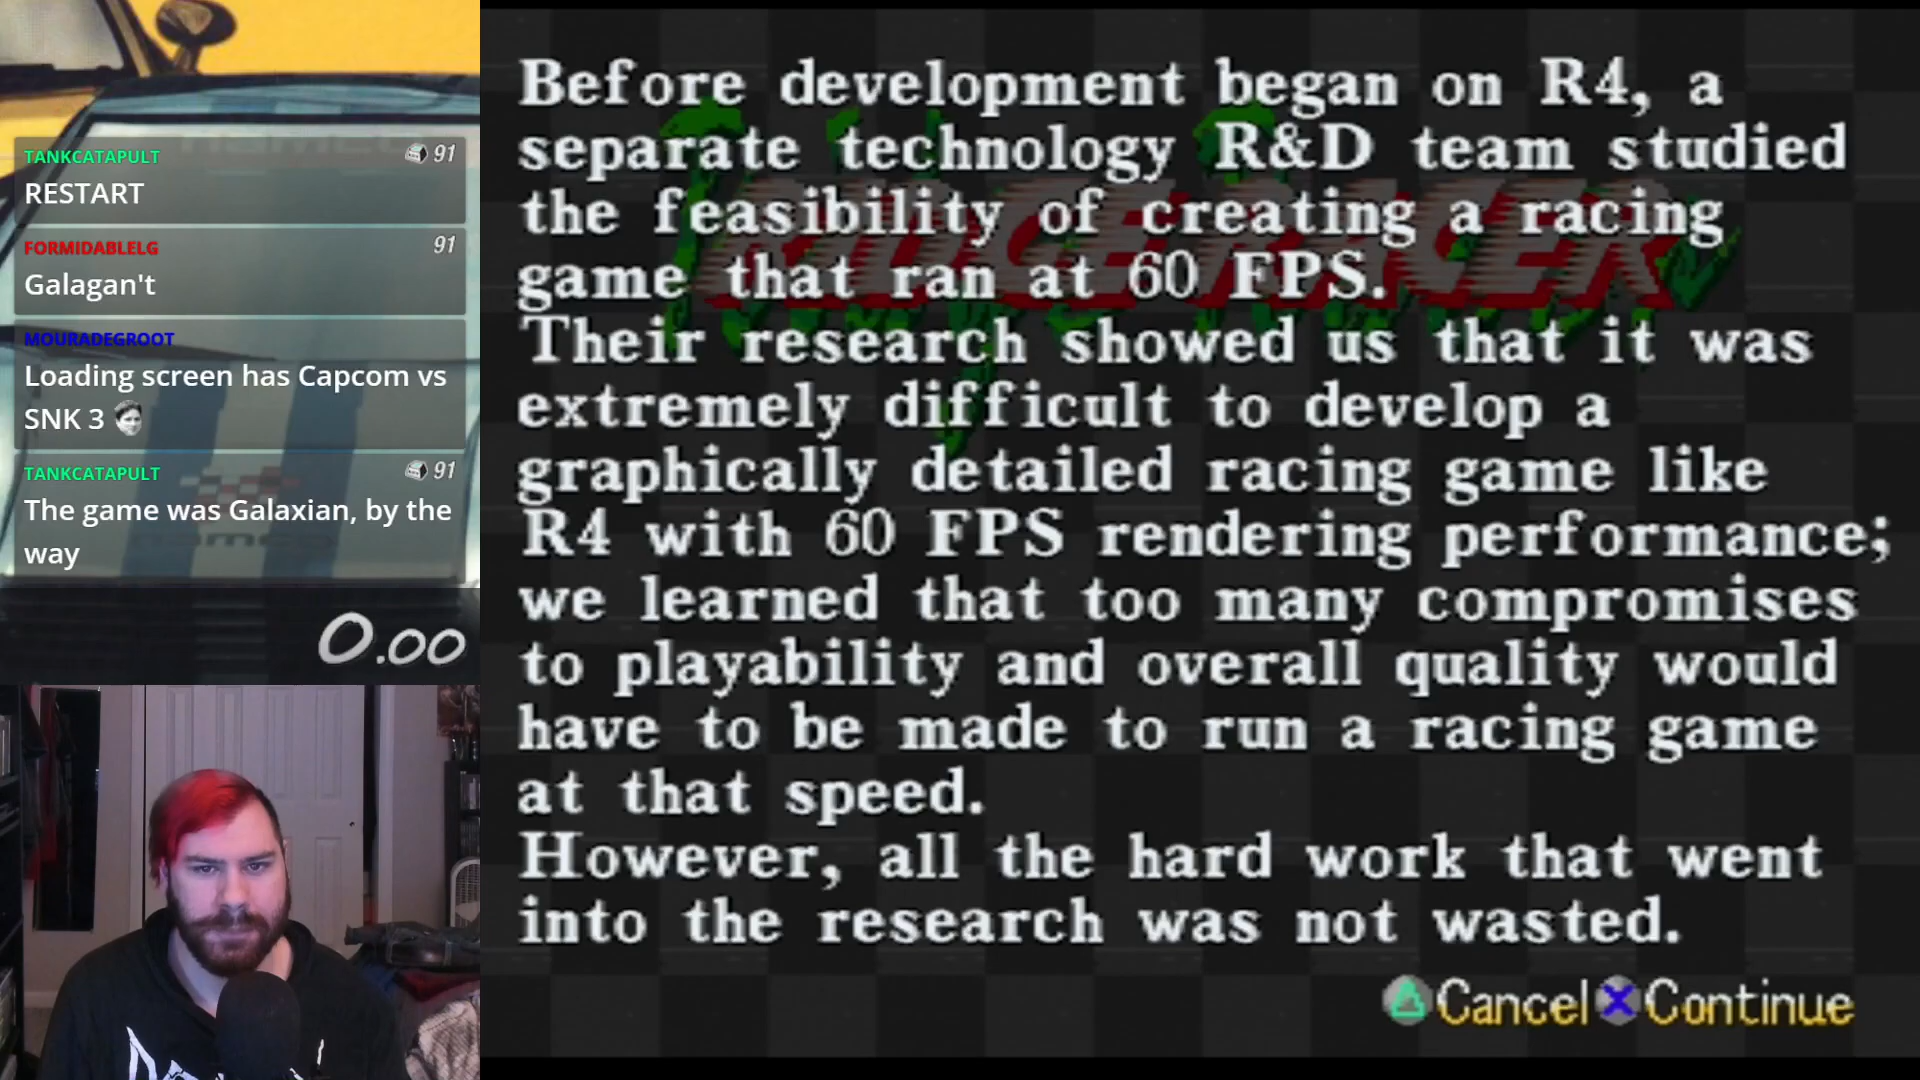 TANKCATAPULT 91
RESTART
FORMIDABLELG 91
Galagan't
MOURADEGROOT
Loading screen has Capcom vs
SNK 3
TANKCATAPULT 91
The game was Galaxian, by the
way
0.00
RIDGE RACER
Before development began on R4, a
separate technology R&D team studied
the feasibility of creating a racing
game that ran at 60 FPS.
Their research showed us that it was
extremely difficult to develop a
graphically detailed racing game like
R4 with 60 FPS rendering performance;
we learned that too many compromises
to playability and overall quality would
have to be made to run a racing game
at that speed.
However, all the hard work that went
into the research was not wasted.
Cancel Continue